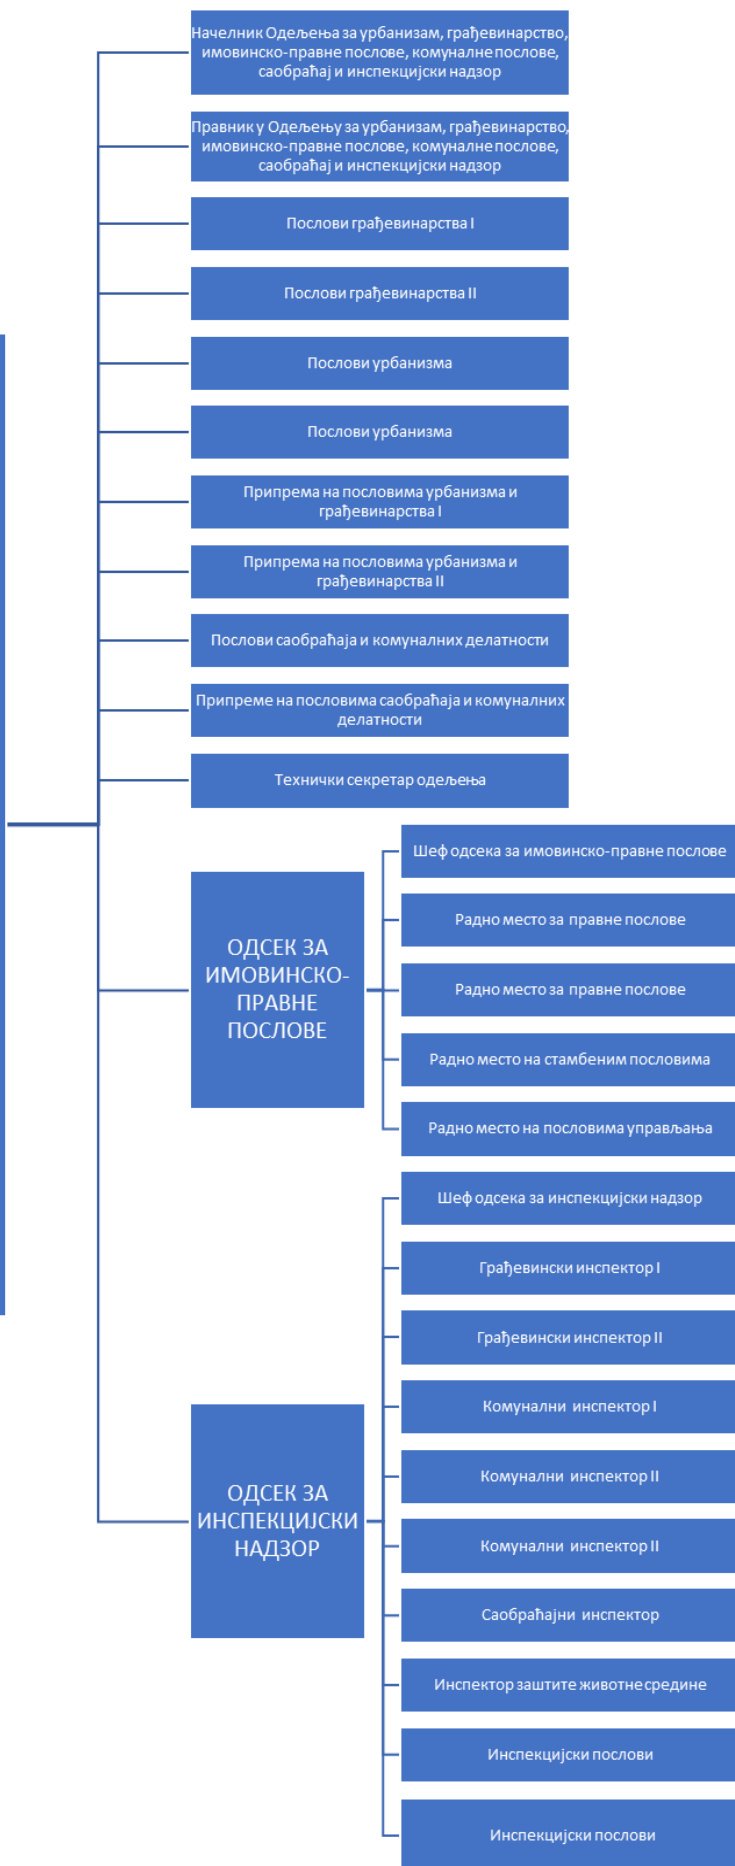 Начелник Одељења за урбанизам, грађевинарство,
имовинско-правне послове, комуналне послове,
саобраћај и инспекцијски надзор
Правник у Одељењу за урбанизам, грађевинарство,
имовинско-правне послове, комуналне послове,
саобраћај и инспекцијски надзор
Послови грађевинарства I
Послови грађевинарства II
Послови урбанизма
Послови урбанизма
Припрема на пословима урбанизма и
грађевинарства I
Припрема на пословима урбанизма и
грађевинарства II
Послови саобраћаја и комуналних делатности
Припреме на пословима саобраћаја и комуналних
делатности
Технички секретар одељења
ОДСЕК ЗА
ИМОВИНСКО-
ПРАВНЕ
ПОСЛОВЕ
Шеф одсека за имовинско-правне послове
Радно место за правне послове
Радно место за правне послове
Радно место на стамбеним пословима
Радно место на пословима управљања
ОДСЕК ЗА
ИНСПЕКЦИЈСКИ
НАДЗОР
Шеф одсека за инспекцијски надзор
Грађевински инспектор I
Грађевински инспектор II
Комунални инспектор I
Комунални инспектор II
Комунални инспектор II
Саобраћајни инспектор
Инспектор заштите животне средине
Инспекцијски послови
Инспекцијски послови